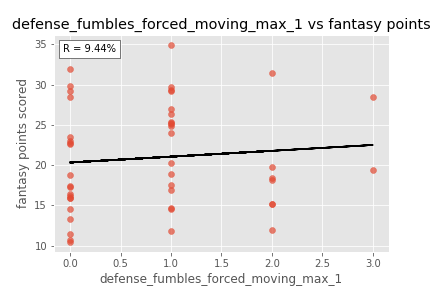 defense_fumbles_forced_moving_max_1 vs fantasy points
R = 9.44%
fantasy points scored
35
30
25
20
15
10
0.0 0.5 1.0 1.5 2.0 2.5 3.0
defense_fumbles_forced_moving_max_1